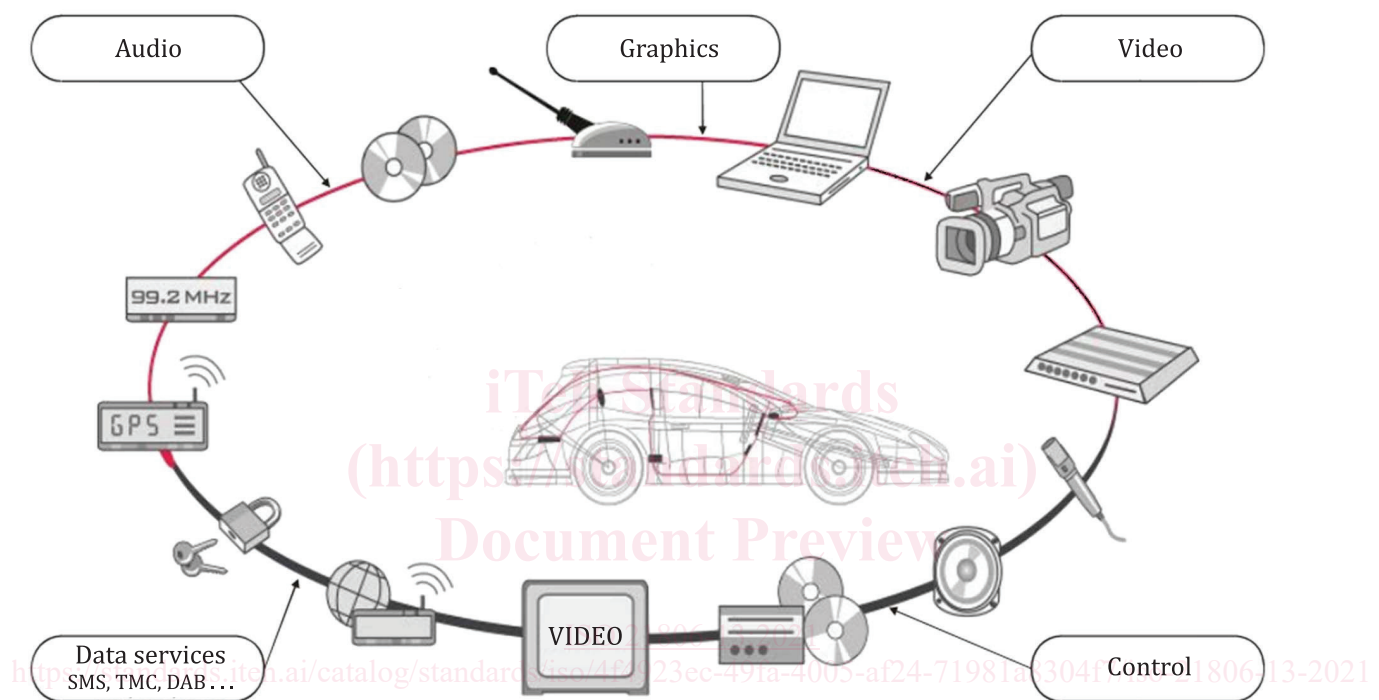 Audio
Graphics
Video
99.2 MHz
iTeh Standards
GPS
(https://standards.iteh.ai)
Document Preview
VIDEO
Data services
SMS, TMC, DAB . . .
Control